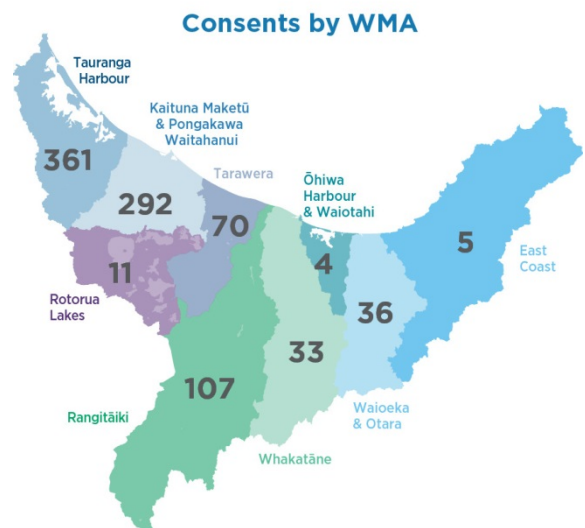 Consents by WMA
Tauranga
Harbour
361
Kaituna Maketū
& Pongakawa
Waitahanui
292
Tarawera
70
Ōhiwa
Harbour
& Waiotahi
4
5
East
Coast
11
Rotorua
Lakes
36
Waioeka
& Otara
33
Whakatāne
107
Rangitāiki